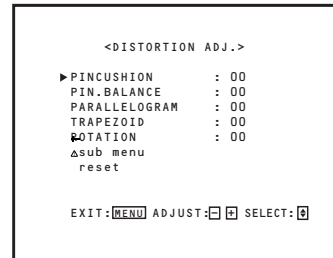 <DISTORTION ADJ.>
▶PINCUSHION : 00
PIN.BALANCE : 00
PARALLELOGRAM : 00
TRAPEZOID : 00
ROTATION : 00
△sub menu
reset
EXIT:MENU ADJUST:- + SELECT: